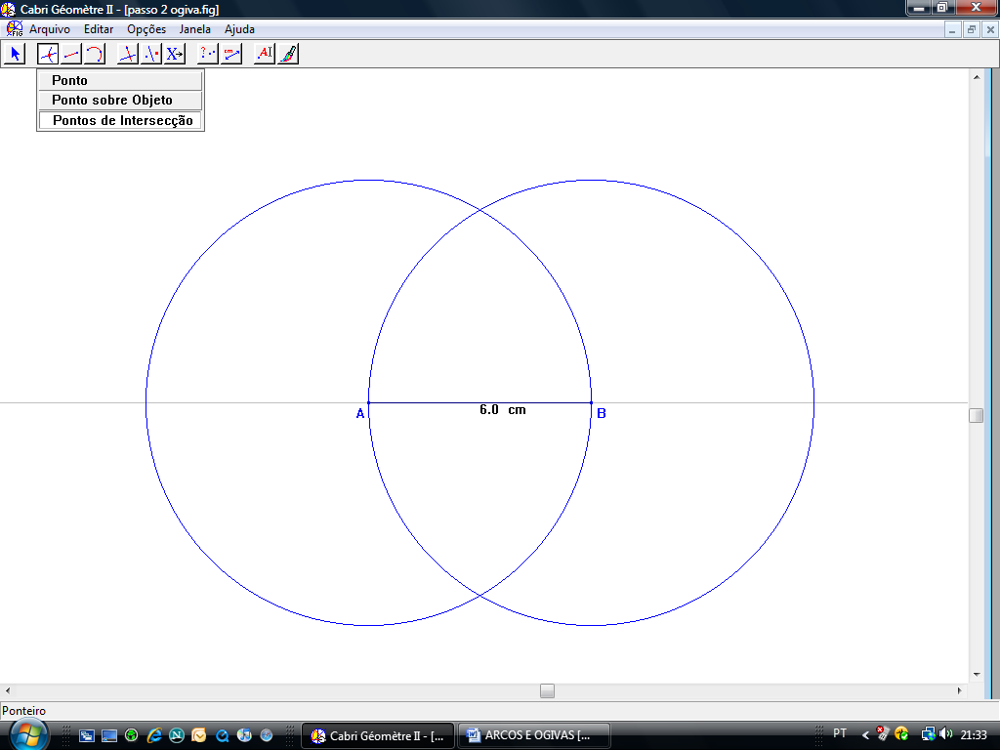 Cabri Géomètre II - [passo 2 ogiva.fig]
Arquivo Editar Opções Janela Ajuda
Ponto
Ponto sobre Objeto
Pontos de Intersecção
A
6.0 cm
B
Ponteiro
Cabri Géomètre II - [...
ARCOS E OGIVAS [...
PT
21:33